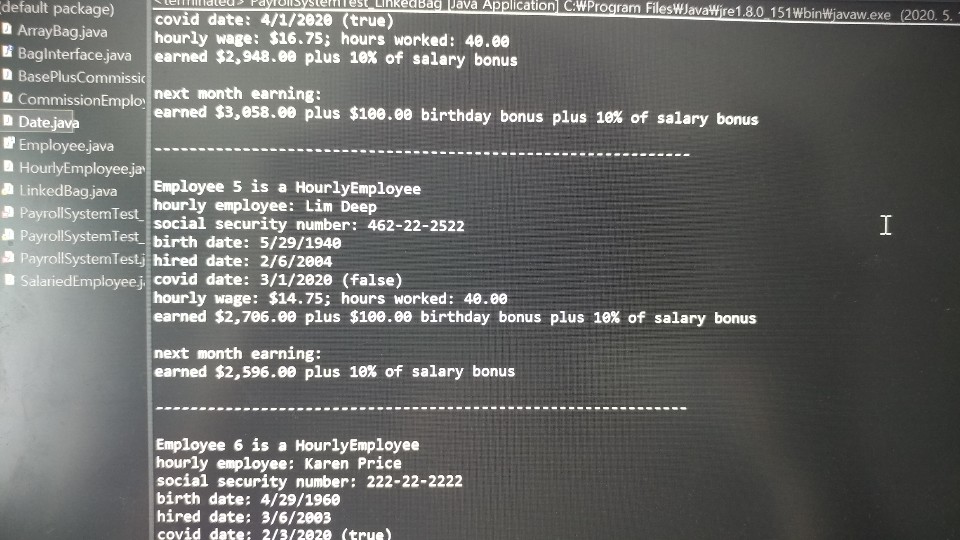 <terminated> PayrollSystemTest_LinkedBag [Java Application] C:₩Program Files₩Java₩jre1.8.0_151₩bin₩javaw.exe (2020. 5.
(default package)
ArrayBag.java
BagInterface.java
BasePlusCommissio
CommissionEmploy
Date.java
Employee.java
HourlyEmployee.jav
LinkedBag.java
PayrollSystemTest_
PayrollSystemTest_
PayrollSystemTest.j
SalariedEmployee.j
covid date: 4/1/2020 (true)
hourly wage: $16.75; hours worked: 40.00
earned $2,948.00 plus 10% of salary bonus
next month earning:
earned $3,058.00 plus $100.00 birthday bonus plus 10% of salary bonus
------------------------------------------------------------
Employee 5 is a HourlyEmployee
hourly employee: Lim Deep
social security number: 462-22-2522
birth date: 5/29/1940
hired date: 2/6/2004
covid date: 3/1/2020 (false)
hourly wage: $14.75; hours worked: 40.00
earned $2,706.00 plus $100.00 birthday bonus plus 10% of salary bonus
next month earning:
earned $2,596.00 plus 10% of salary bonus
------------------------------------------------------------
Employee 6 is a HourlyEmployee
hourly employee: Karen Price
social security number: 222-22-2222
birth date: 4/29/1960
hired date: 3/6/2003
covid date: 2/3/2020 (true)